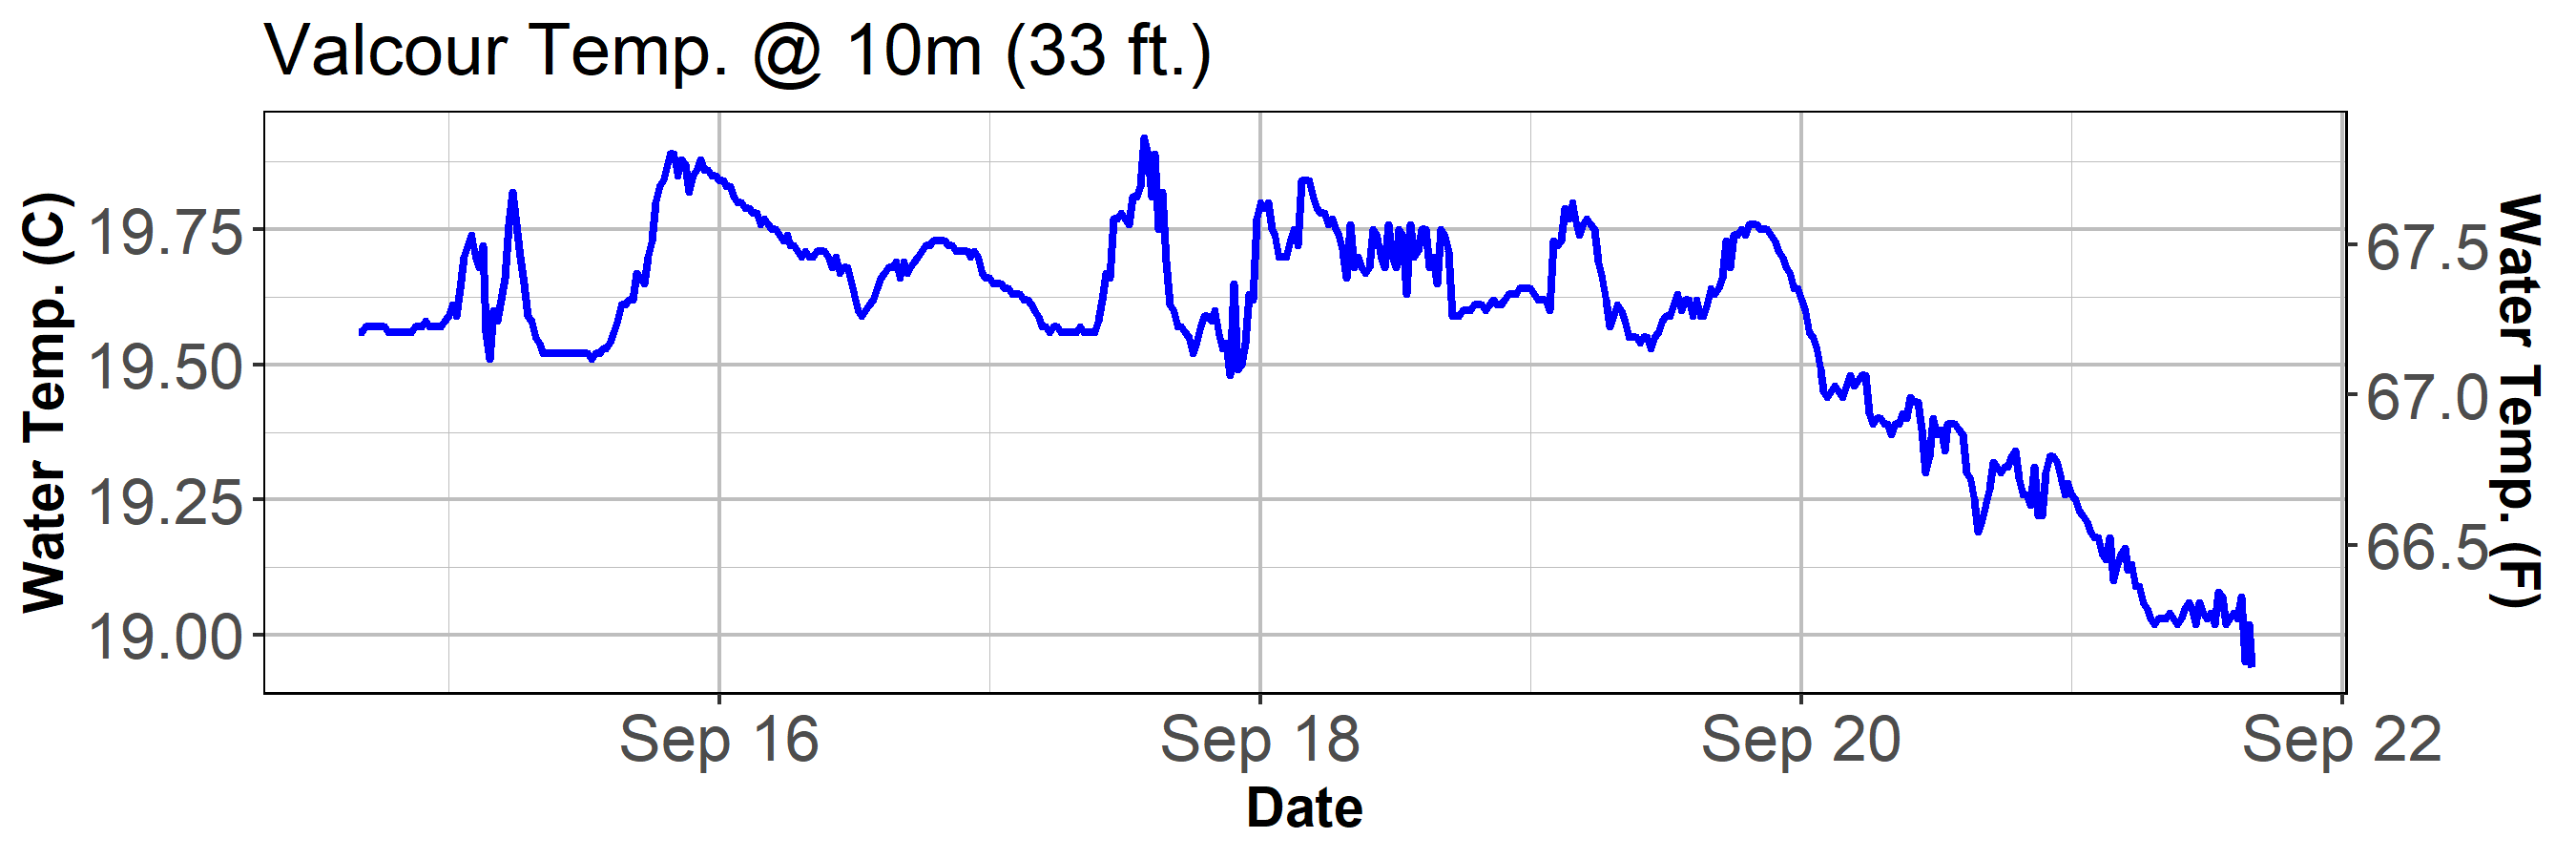 Valcour Temp. @ 10m (33 ft.)
Water Temp. (C)
19.75
19.50
19.25
19.00
67.5
67.0
66.5
Water Temp. (F)
Sep 16
Sep 18
Sep 20
Sep 22
Date